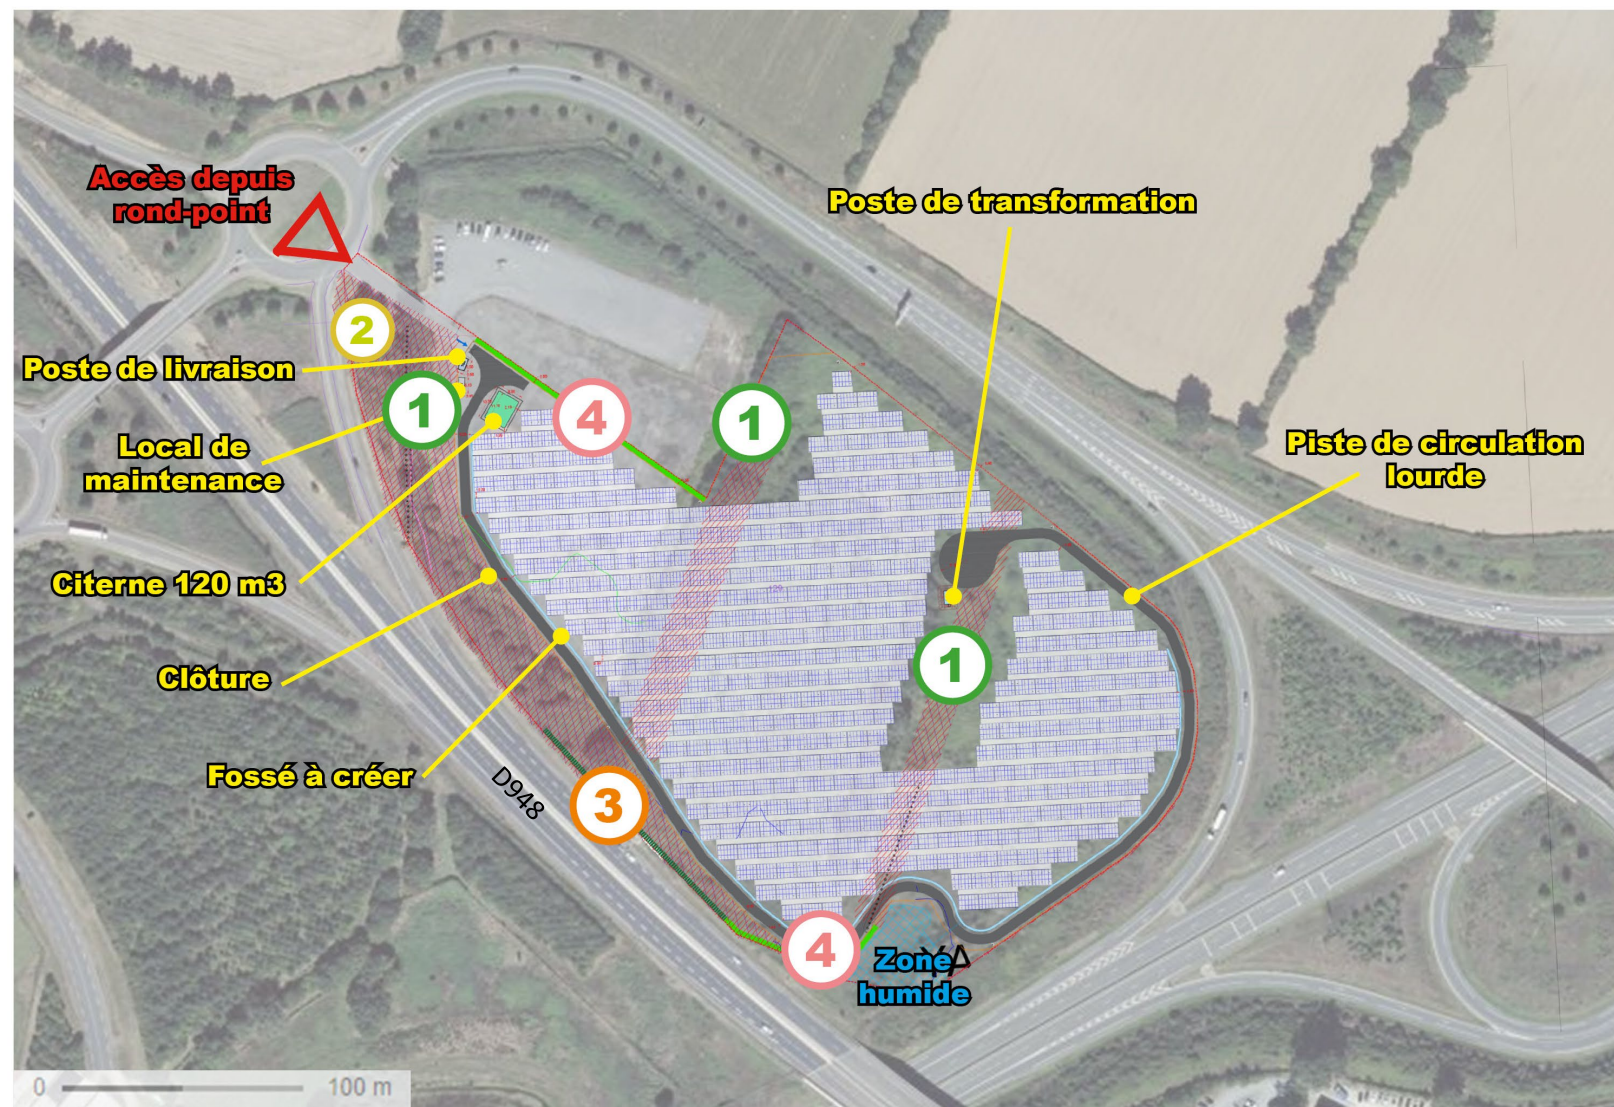 Accès depuis
rond-point
Poste de transformation
2
Poste de livraison
1
4
1
Local de
maintenance
Piste de circulation
lourde
Citerne 120 m3
1
Clôture
Fossé à créer
D948
3
4
Zone
humide
0
100 m